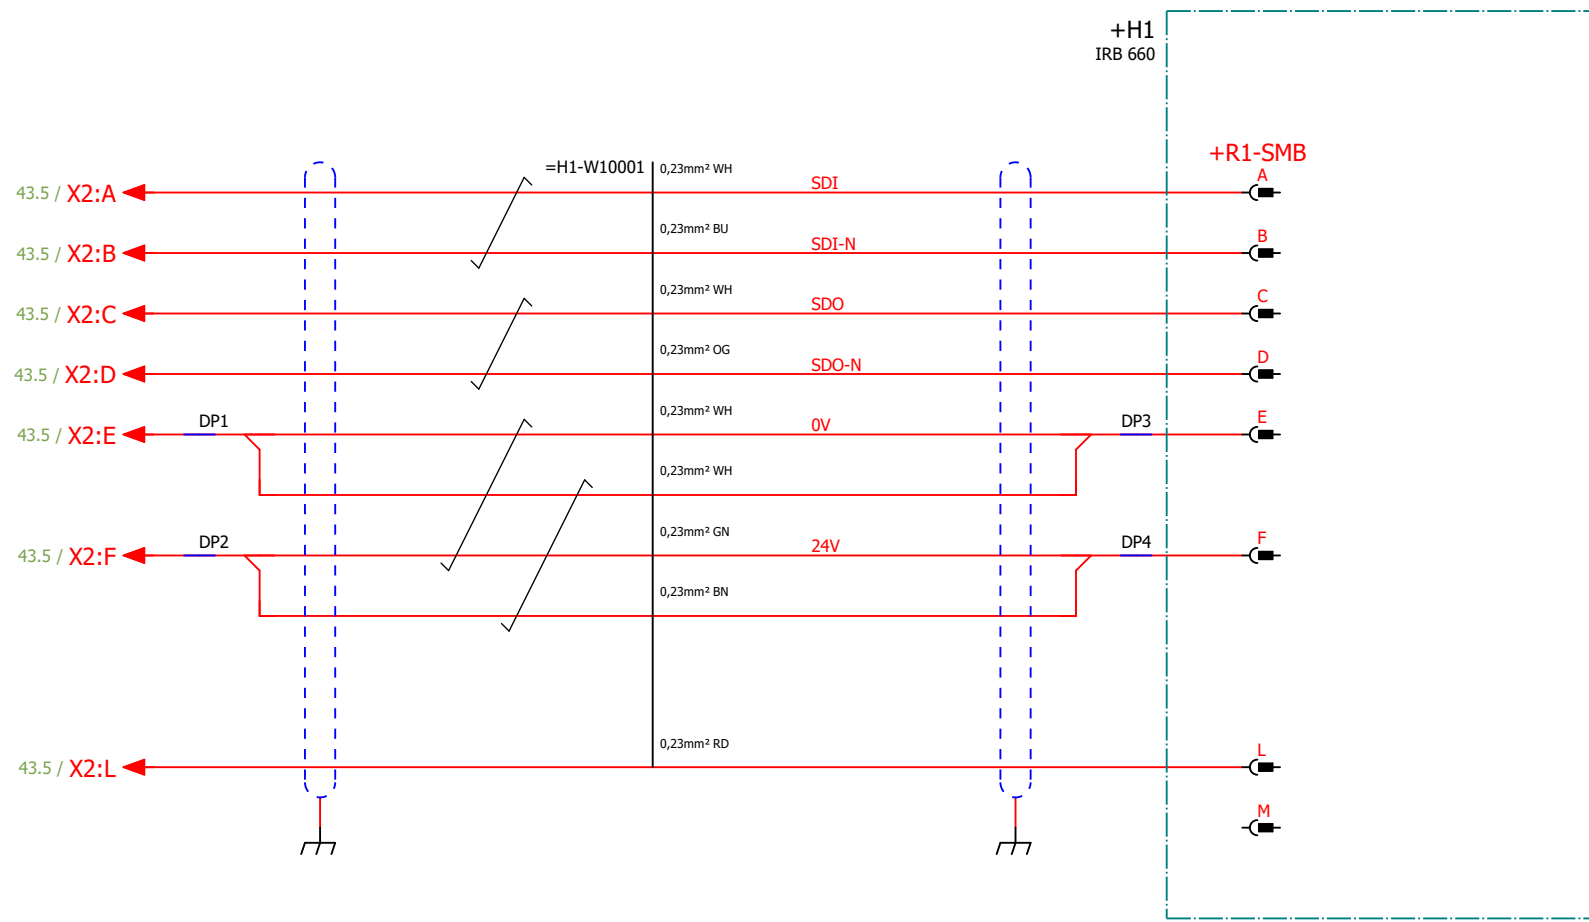 +H1
IRB 660
+R1-SMB
=H1-W10001
0,23mm² WH
43.5 / X2:A
SDI
A
0,23mm² BU
43.5 / X2:B
SDI-N
B
0,23mm² WH
43.5 / X2:C
SDO
C
0,23mm² OG
43.5 / X2:D
SDO-N
D
0,23mm² WH
43.5 / X2:E
DP1
0V
DP3
E
0,23mm² WH
0,23mm² GN
43.5 / X2:F
DP2
24V
DP4
F
0,23mm² BN
0,23mm² RD
43.5 / X2:L
L
M